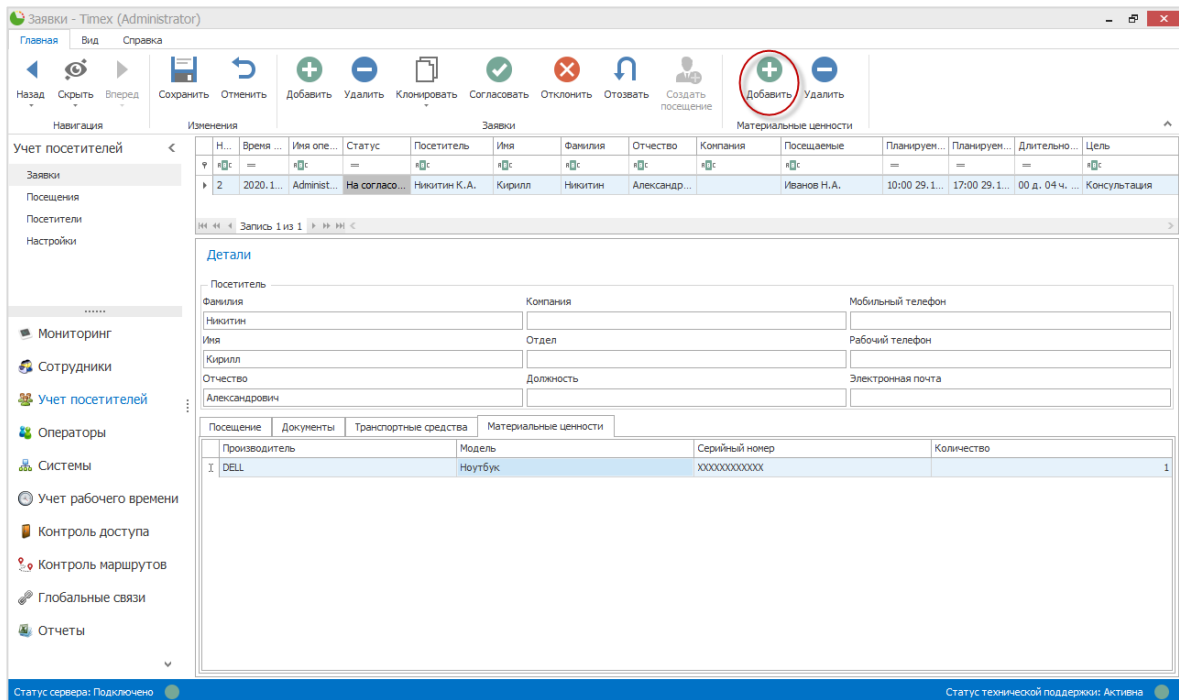 Заявки - Timex (Administrator)
Главная Вид Справка
Назад Скрыть Вперед Сохранить Отменить Добавить Удалить Клонировать Согласовать Отклонить Отозвать Создать посещение Добавить Удалить
Навигация Изменения Заявки Материальные ценности
Учет посетителей
Заявки
Посещения
Посетители
Настройки
Мониторинг
Сотрудники
Учет посетителей
Операторы
Системы
Учет рабочего времени
Контроль доступа
Контроль маршрутов
Глобальные связи
Отчеты
Н... Время ... Имя опе... Статус Посетитель Имя Фамилия Отчество Компания Посещаемые Планируем... Планируем... Длительно... Цель
2 2020.1... Administ... На согласо... Никитин К.А. Кирилл Никитин Александр... Иванов Н.А. 10:00 29.1... 17:00 29.1... 00 д. 04 ч. ... Консультация
Запись 1 из 1
Детали
Посетитель
Фамилия Компания Мобильный телефон
Никитин
Имя Отдел Рабочий телефон
Кирилл
Отчество Должность Электронная почта
Александрович
Посещение Документы Транспортные средства Материальные ценности
Производитель Модель Серийный номер Количество
DELL Ноутбук XXXXXXXXXXXX 1
Статус сервера: Подключено Статус технической поддержки: Активна